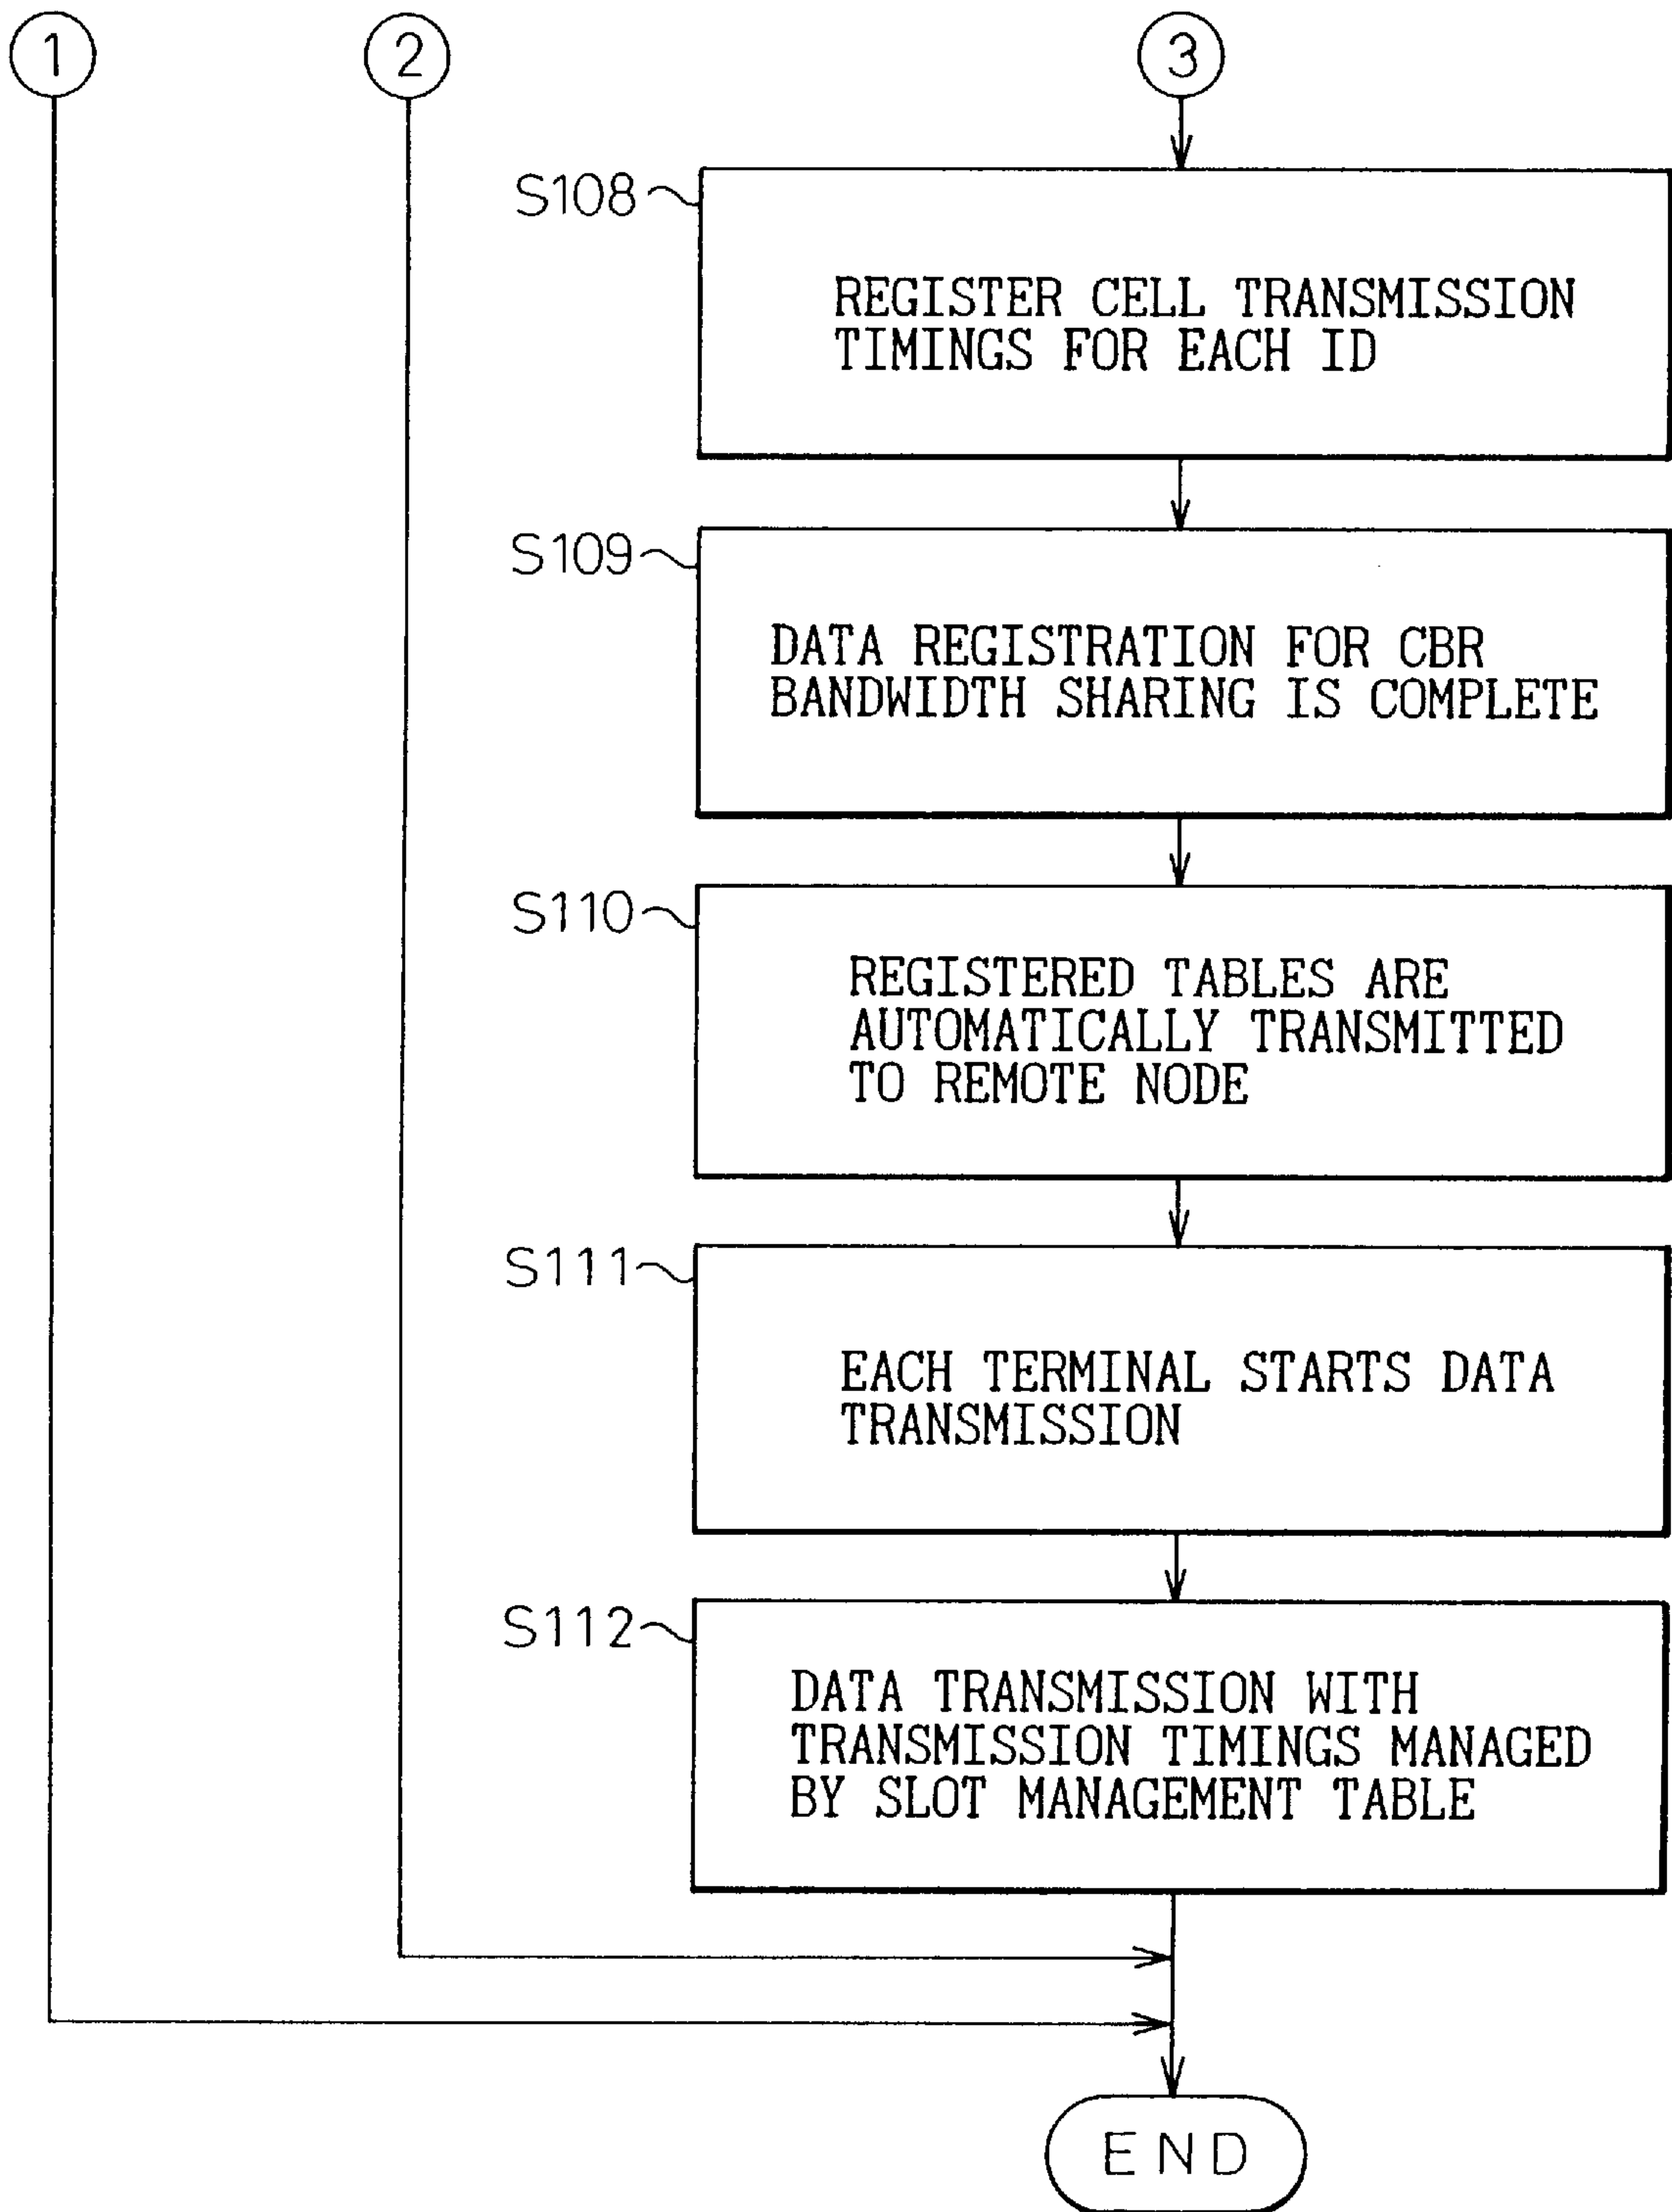 1
2
3
S108
REGISTER CELL TRANSMISSION
TIMINGS FOR EACH ID
S109
DATA REGISTRATION FOR CBR
BANDWIDTH SHARING IS COMPLETE
S110
REGISTERED TABLES ARE
AUTOMATICALLY TRANSMITTED
TO REMOTE NODE
S111
EACH TERMINAL STARTS DATA
TRANSMISSION
S112
DATA TRANSMISSION WITH
TRANSMISSION TIMINGS MANAGED
BY SLOT MANAGEMENT TABLE
END